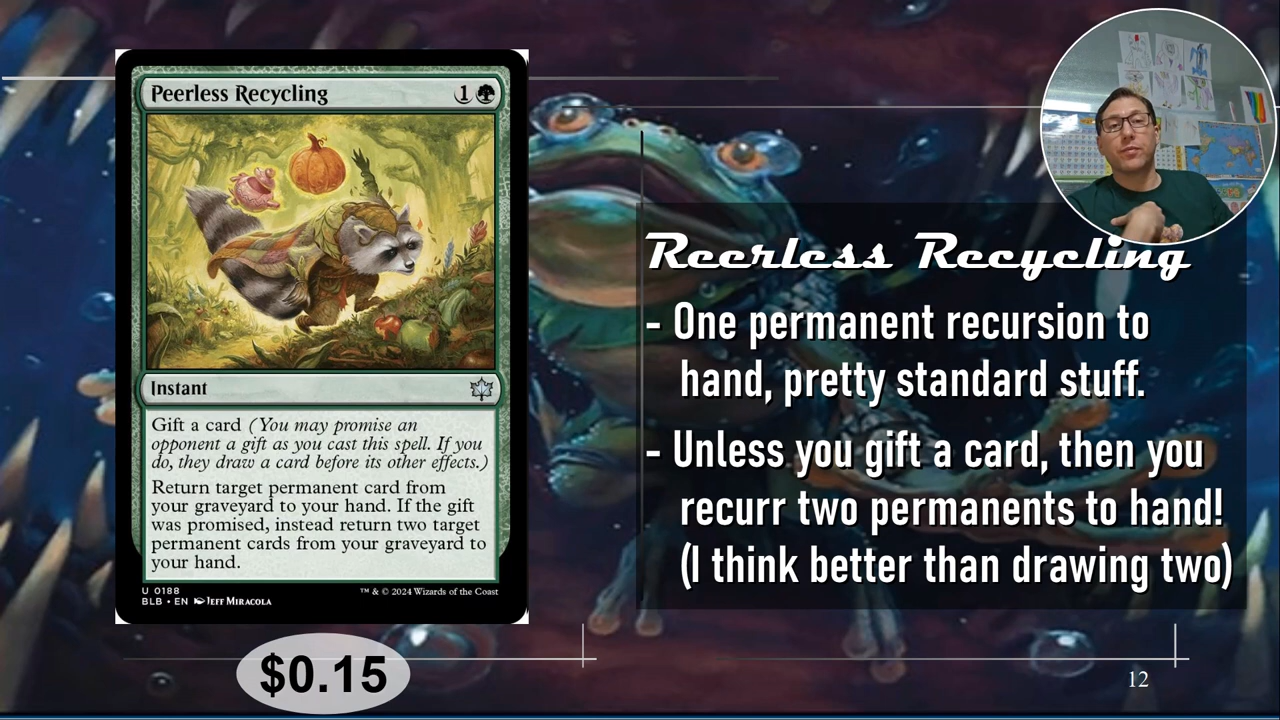 Peerless Recycling 1
Instant
Gift a card (You may promise an
opponent a gift as you cast this spell. If you
do, they draw a card before its other effects.)
Return target permanent card from
your graveyard to your hand. If the gift
was promised, instead return two target
permanent cards from your graveyard to
your hand.
U 0188
BLB • EN Jeff Miracola
™ & © 2024 Wizards of the Coast
$0.15
Reerless Recycling
- One permanent recursion to
hand, pretty standard stuff.
- Unless you gift a card, then you
recurr two permanents to hand!
(I think better than drawing two)
12